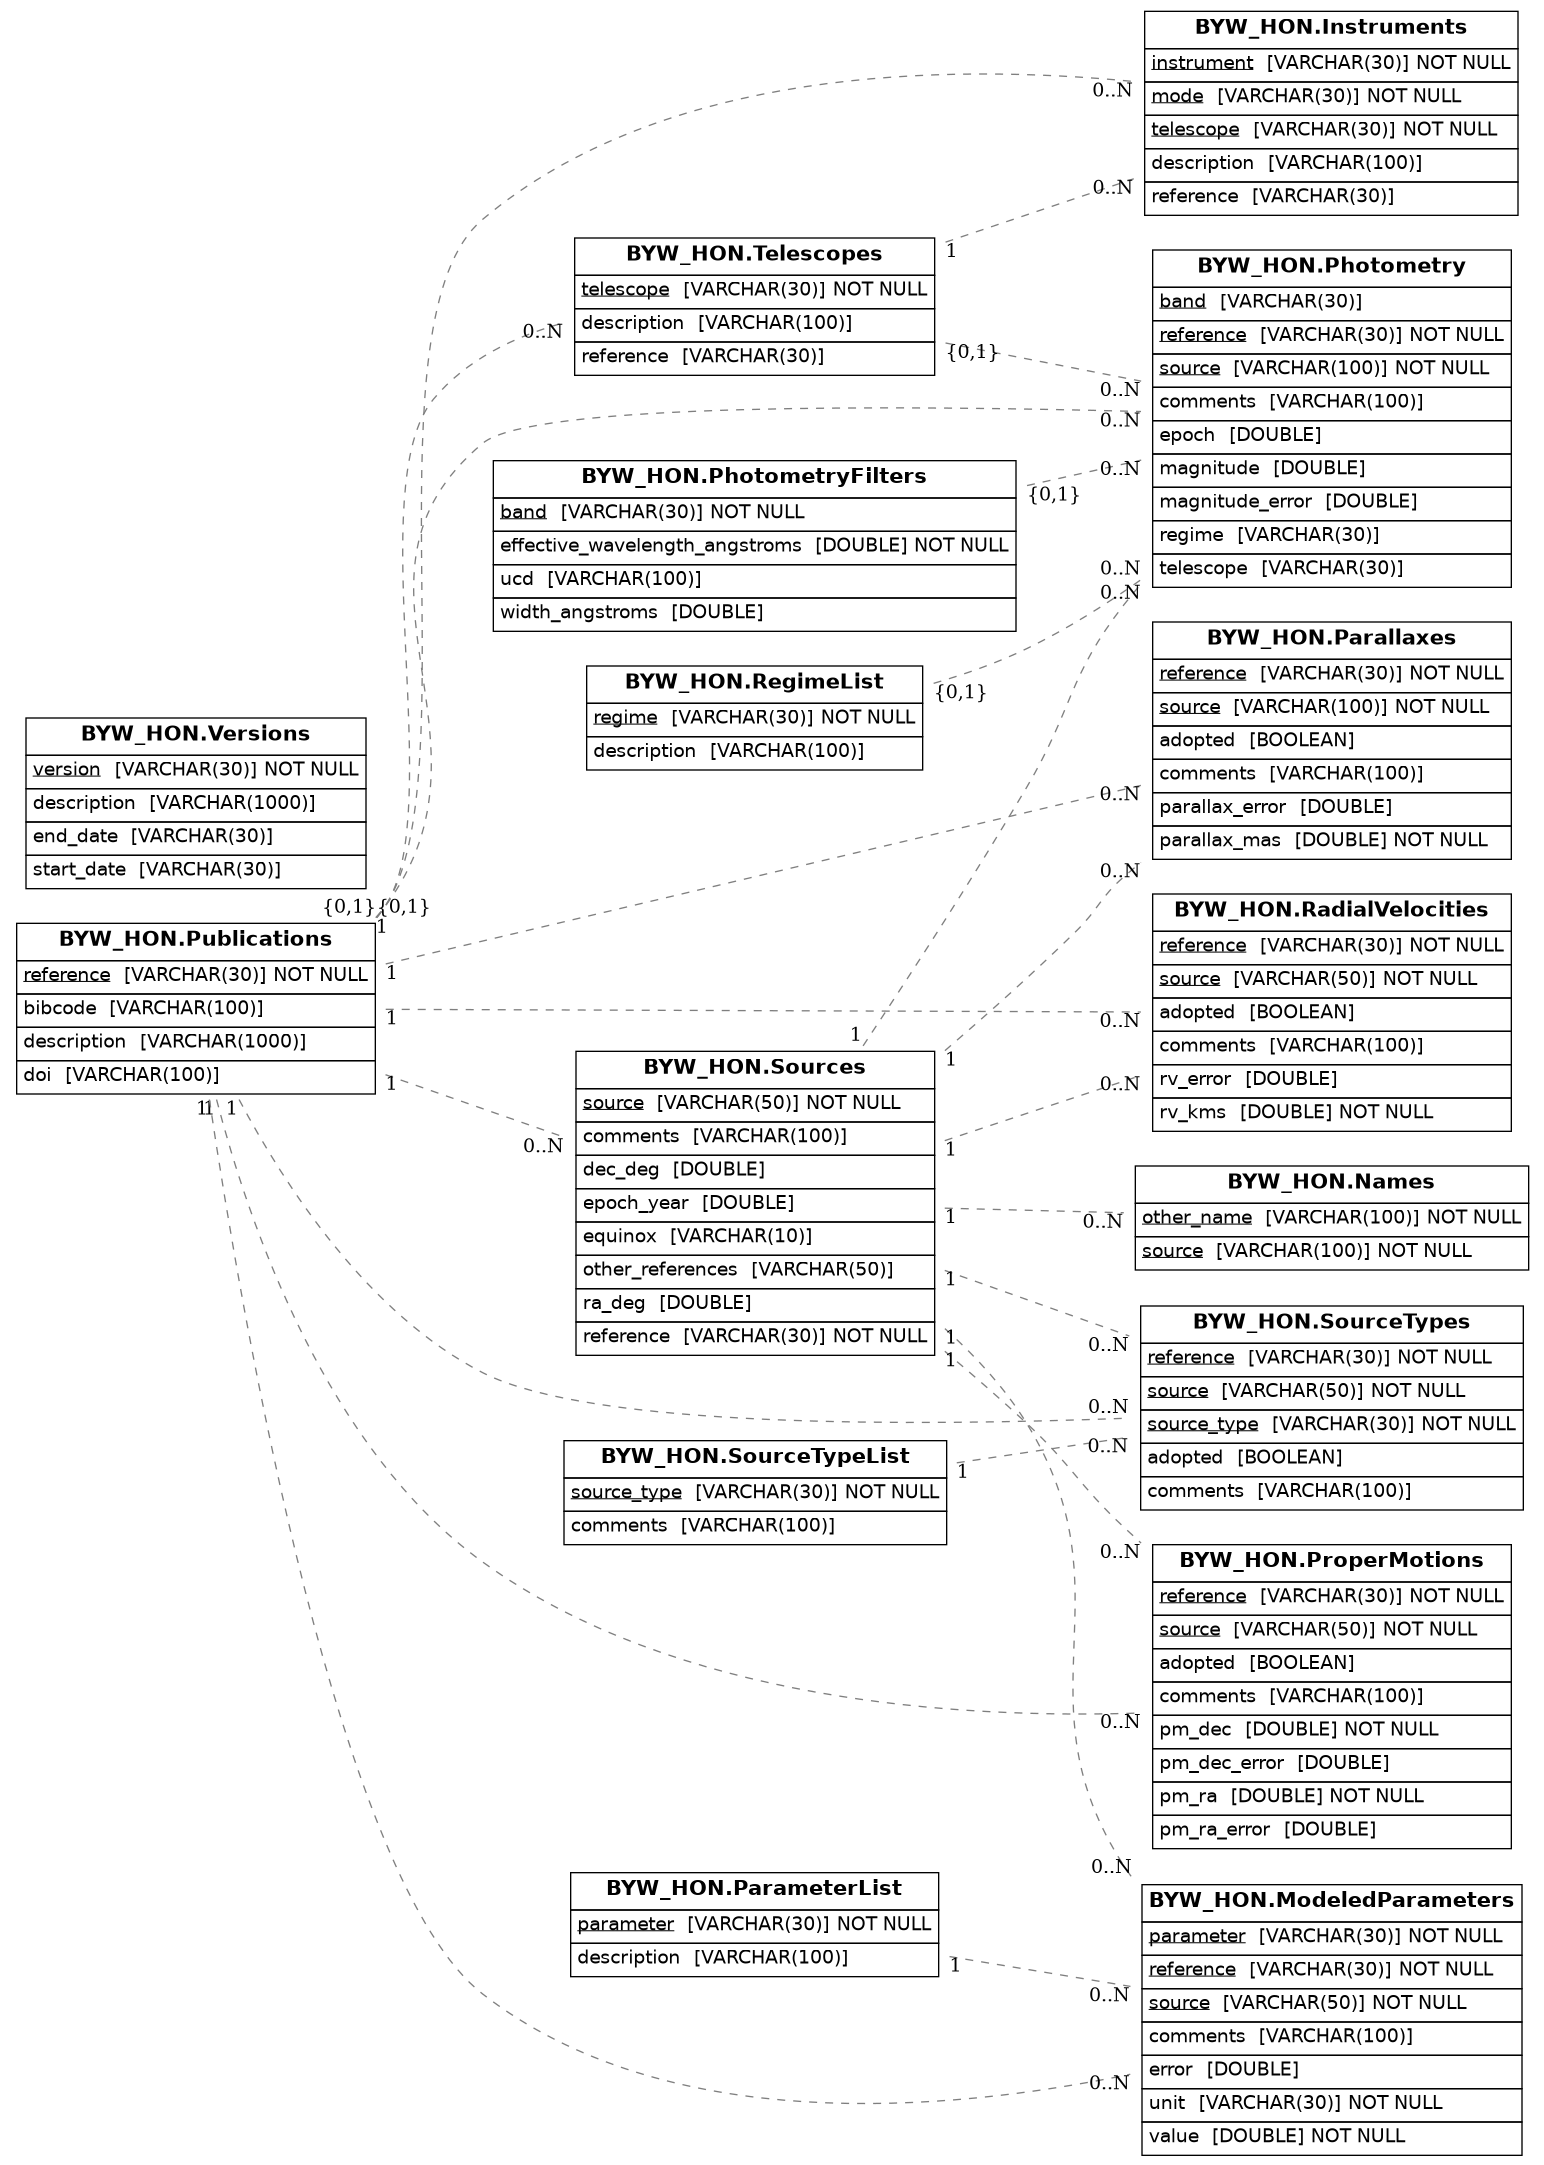 BYW_HON.Instruments
instrument [VARCHAR(30)] NOT NULL
mode [VARCHAR(30)] NOT NULL
telescope [VARCHAR(30)] NOT NULL
description [VARCHAR(100)]
reference [VARCHAR(30)]
0..N
0..N
BYW_HON.Telescopes
telescope [VARCHAR(30)] NOT NULL
description [VARCHAR(100)]
reference [VARCHAR(30)]
1
0..N
{0,1}
BYW_HON.Photometry
band [VARCHAR(30)]
reference [VARCHAR(30)] NOT NULL
source [VARCHAR(100)] NOT NULL
comments [VARCHAR(100)]
epoch [DOUBLE]
magnitude [DOUBLE]
magnitude_error [DOUBLE]
regime [VARCHAR(30)]
telescope [VARCHAR(30)]
0..N
0..N
0..N
0..N
0..N
BYW_HON.PhotometryFilters
band [VARCHAR(30)] NOT NULL
effective_wavelength_angstroms [DOUBLE] NOT NULL
ucd [VARCHAR(100)]
width_angstroms [DOUBLE]
{0,1}
BYW_HON.RegimeList
regime [VARCHAR(30)] NOT NULL
description [VARCHAR(100)]
{0,1}
BYW_HON.Parallaxes
reference [VARCHAR(30)] NOT NULL
source [VARCHAR(100)] NOT NULL
adopted [BOOLEAN]
comments [VARCHAR(100)]
parallax_error [DOUBLE]
parallax_mas [DOUBLE] NOT NULL
0..N
0..N
BYW_HON.Versions
version [VARCHAR(30)] NOT NULL
description [VARCHAR(1000)]
end_date [VARCHAR(30)]
start_date [VARCHAR(30)]
{0,1}{0,1}
1
BYW_HON.Publications
reference [VARCHAR(30)] NOT NULL
bibcode [VARCHAR(100)]
description [VARCHAR(1000)]
doi [VARCHAR(100)]
1
1
1
1
1
1
BYW_HON.RadialVelocities
reference [VARCHAR(30)] NOT NULL
source [VARCHAR(50)] NOT NULL
adopted [BOOLEAN]
comments [VARCHAR(100)]
rv_error [DOUBLE]
rv_kms [DOUBLE] NOT NULL
0..N
0..N
BYW_HON.Sources
source [VARCHAR(50)] NOT NULL
comments [VARCHAR(100)]
dec_deg [DOUBLE]
epoch_year [DOUBLE]
equinox [VARCHAR(10)]
other_references [VARCHAR(50)]
ra_deg [DOUBLE]
reference [VARCHAR(30)] NOT NULL
0..N
1
1
1
1
1
1
1
BYW_HON.Names
other_name [VARCHAR(100)] NOT NULL
source [VARCHAR(100)] NOT NULL
0..N
BYW_HON.SourceTypes
reference [VARCHAR(30)] NOT NULL
source [VARCHAR(50)] NOT NULL
source_type [VARCHAR(30)] NOT NULL
adopted [BOOLEAN]
comments [VARCHAR(100)]
0..N
0..N
0..N
BYW_HON.SourceTypeList
source_type [VARCHAR(30)] NOT NULL
comments [VARCHAR(100)]
1
BYW_HON.ProperMotions
reference [VARCHAR(30)] NOT NULL
source [VARCHAR(50)] NOT NULL
adopted [BOOLEAN]
comments [VARCHAR(100)]
pm_dec [DOUBLE] NOT NULL
pm_dec_error [DOUBLE]
pm_ra [DOUBLE] NOT NULL
pm_ra_error [DOUBLE]
0..N
0..N
BYW_HON.ParameterList
parameter [VARCHAR(30)] NOT NULL
description [VARCHAR(100)]
1
BYW_HON.ModeledParameters
parameter [VARCHAR(30)] NOT NULL
reference [VARCHAR(30)] NOT NULL
source [VARCHAR(50)] NOT NULL
comments [VARCHAR(100)]
error [DOUBLE]
unit [VARCHAR(30)] NOT NULL
value [DOUBLE] NOT NULL
0..N
0..N
0..N